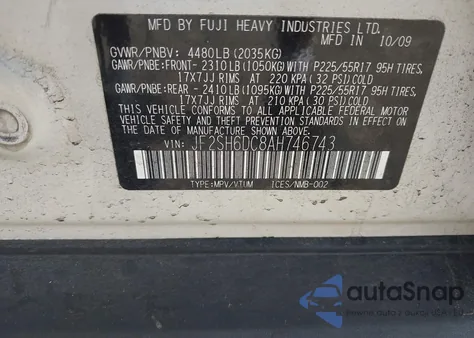 MFD BY FUJI HEAVY INDUSTRIES LTD.
MFD IN 10/09
GVWR/PNBV: 4480LB(2035KG)
GAWR/PNBE:FRONT-2310LB(1050KG)WITH P225/55R17 95H TIRES,
17X7JJ RIMS AT 220 KPA(32 PSI)COLD
GAWR/PNBE:REAR -2410LB(1095KG)WITH P225/55R17 95H TIRES,
17X7JJ RIMS AT 210 KPA(30 PSI)COLD
THIS VEHICLE CONFORMS TO ALL APPLICABLE FEDERAL MOTOR
VEHICLE SAFETY STANDARDS IN EFFECT ON THE DATE OF
MANUFACTURE SHOWN ABOVE.
VIN: JF2SH6DC8AH746743
TYPE:MPV/VTUM ICES/NMB-002
autoSnap